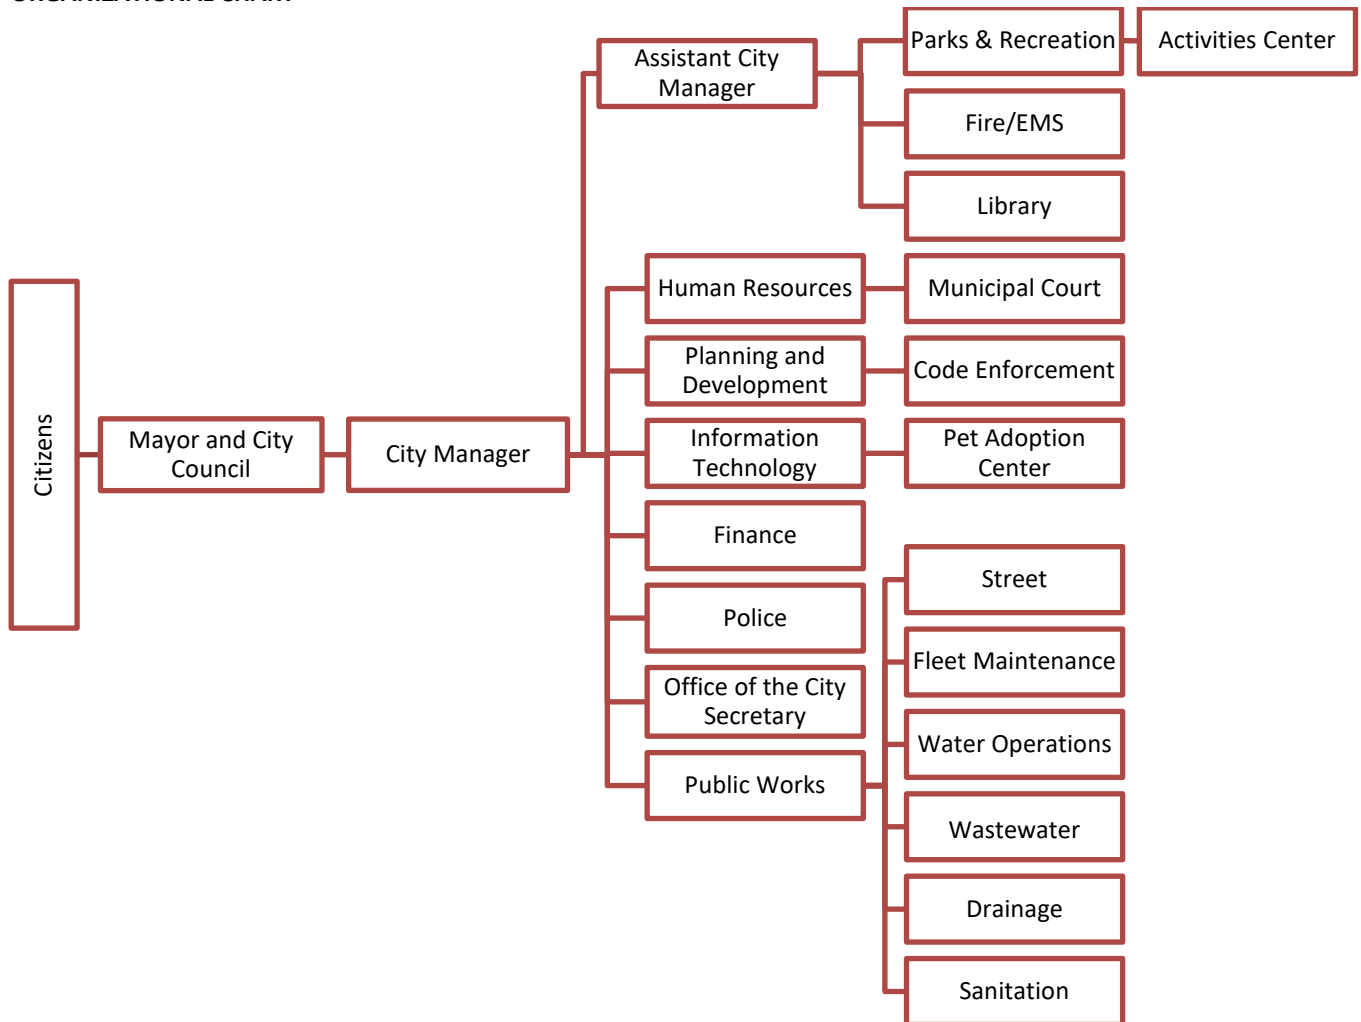 ORGANIZATIONAL CHART
Assistant City
Manager
Parks & Recreation
Activities Center
Fire/EMS
Library
Human Resources
Municipal Court
Planning and
Development
Code Enforcement
Citizens
Mayor and City
Council
City Manager
Information
Technology
Pet Adoption
Center
Finance
Street
Police
Fleet Maintenance
Office of the City
Secretary
Water Operations
Public Works
Wastewater
Drainage
Sanitation